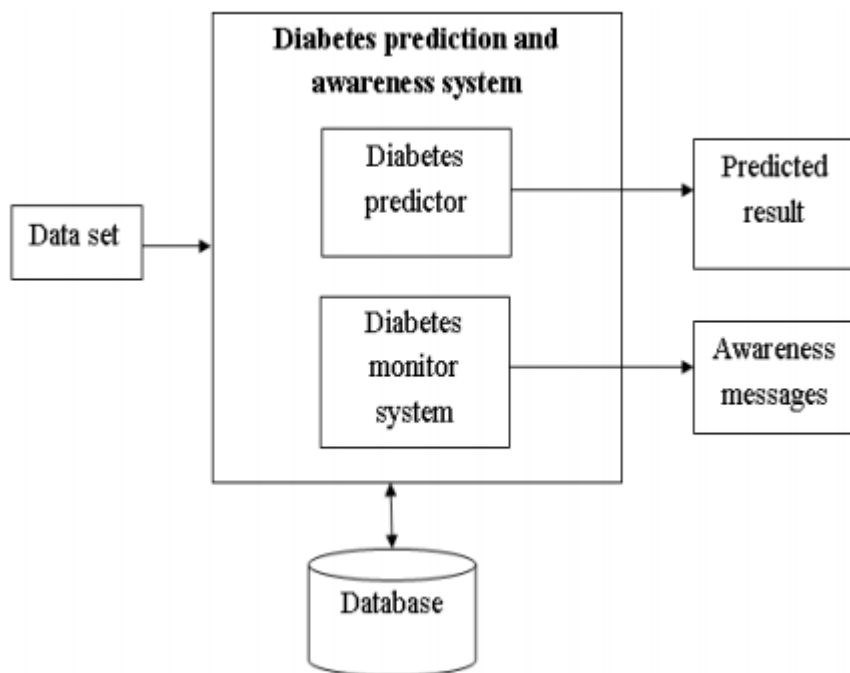 Diabetes prediction and
awareness system
Diabetes
predictor
Predicted
result
Data set
Diabetes
monitor
system
Awareness
messages
Database